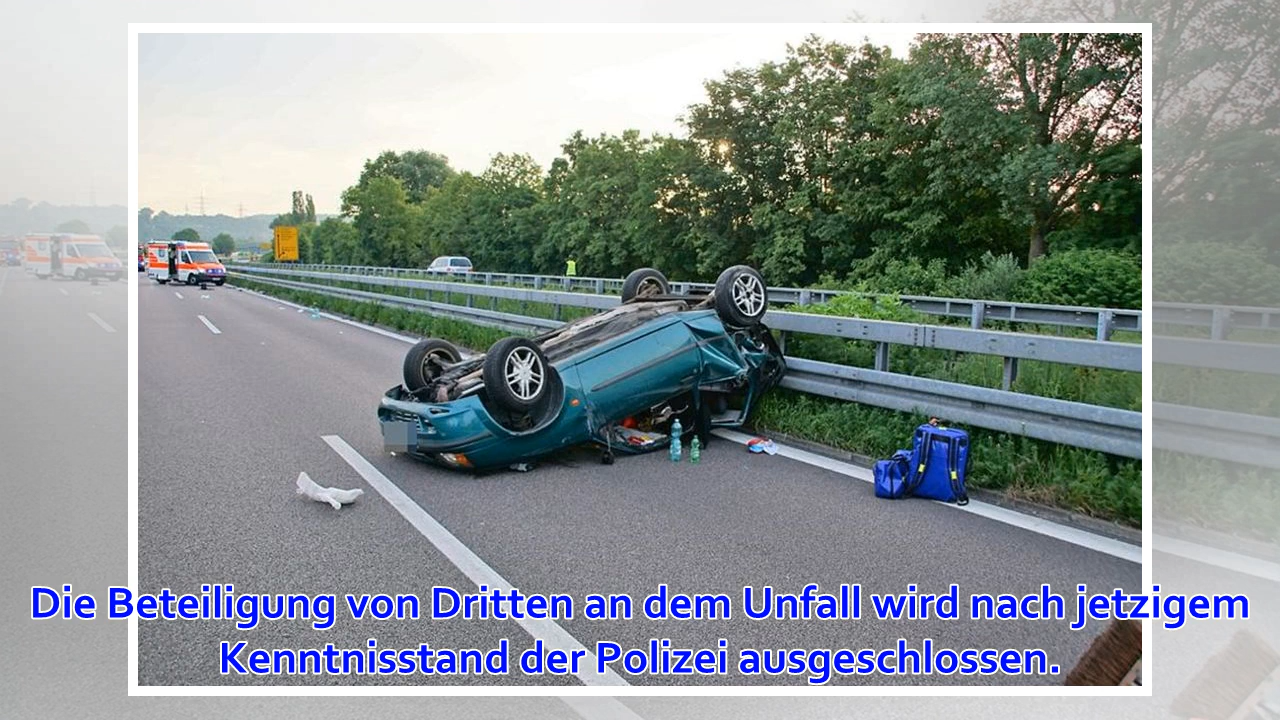 Die Beteiligung von Dritten an dem Unfall wird nach jetzigem
Kenntnisstand der Polizei ausgeschlossen.